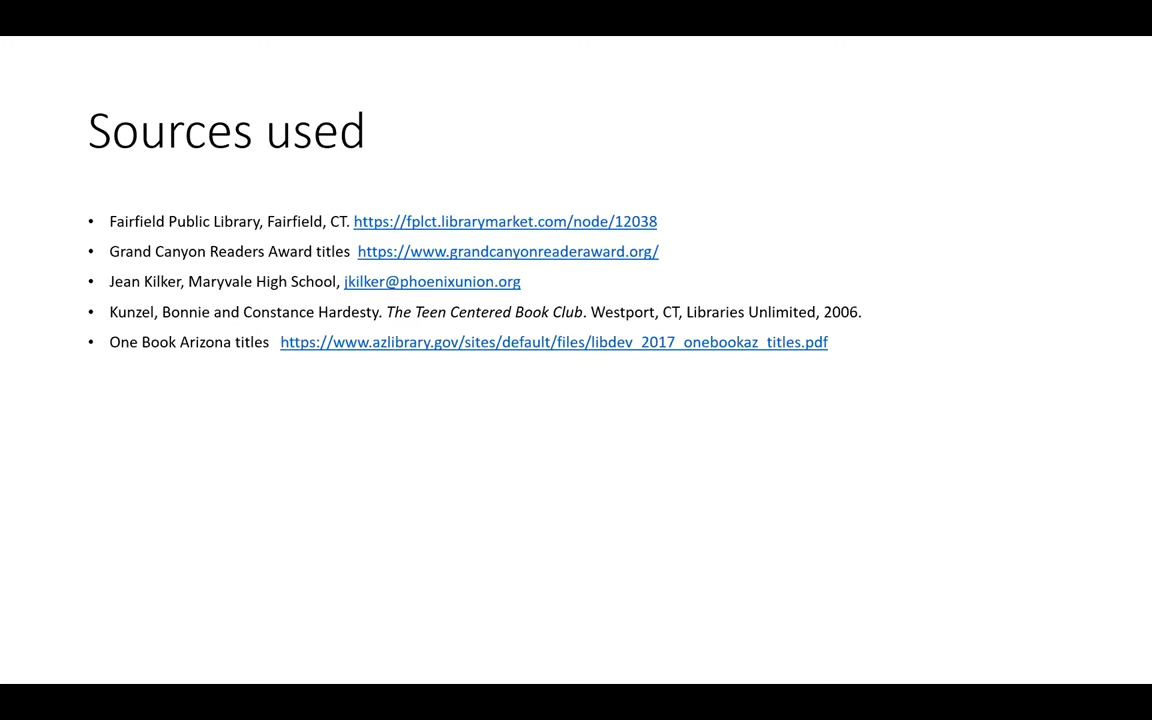 Sources used
• Fairfield Public Library, Fairfield, CT. https://fplct.librarymarket.com/node/12038
• Grand Canyon Readers Award titles https://www.grandcanyonreaderaward.org/
• Jean Kilker, Maryvale High School, jkilker@phoenixunion.org
• Kunzel, Bonnie and Constance Hardesty. The Teen Centered Book Club. Westport, CT, Libraries Unlimited, 2006.
• One Book Arizona titles https://www.azlibrary.gov/sites/default/files/libdev_2017_onebookaz_titles.pdf